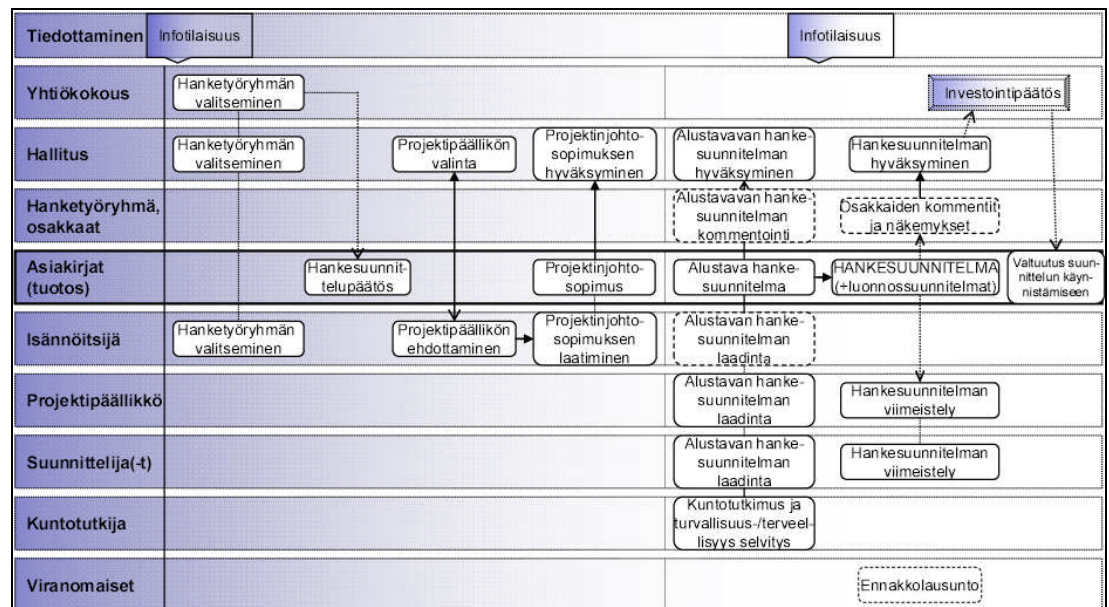 Tiedottaminen
Infotilaisuus
Infotilaisuus
Yhtiökokous
Hanketyöryhmän
valitseminen
Investointipäätös
Hallitus
Hanketyöryhmän
valitseminen
Projektipäällikön
valinta
Projektinjohto-
sopimuksen
hyväksyminen
Alustavavan hanke-
suunnitelman
hyväksyminen
Hankesuunnitelman
hyväksyminen
Hanketyöryhmä,
osakkaat
Alustavavan hanke-
suunnitelman
kommentointi
Osakkaiden kommentit
ja näkemykset
Asiakirjat
(tuotos)
Hankesuunnit-
telupäätös
Projektinjohto-
sopimus
Alustava hanke-
suunnitelma
HANKESUUNNITELMA
(+luonnossuunnitelmat)
Valtuutus suun-
nittelun käyn-
nistämiseen
Isännöitsijä
Hanketyöryhmän
valitseminen
Projektipäällikön
ehdottaminen
Projektinjohto-
sopimuksen
laatiminen
Alustavan hanke-
suunnitelman
laadinta
Projektipäällikkö
Alustavan hanke-
suunnitelman
laadinta
Hankesuunnitelman
viimeistely
Suunnittelija(-t)
Alustavan hanke-
suunnitelman
laadinta
Hankesuunnitelman
viimeistely
Kuntotutkija
Kuntotutkimus ja
turvallisuus-/terveel-
lisyys selvitys
Viranomaiset
Ennakkolausunto